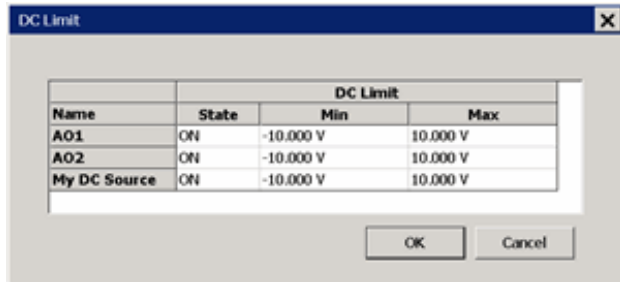 DC Limit
DC Limit
Name State Min Max
AO1 ON -10.000 V 10.000 V
AO2 ON -10.000 V 10.000 V
My DC Source ON -10.000 V 10.000 V
OK Cancel